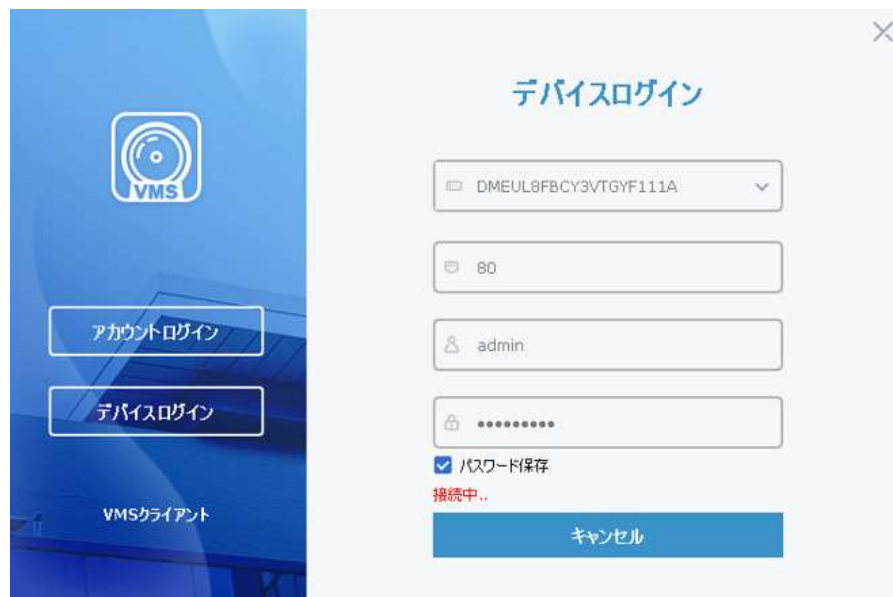 VMS
アカウントログイン
デバイスログイン
VMSクライアント
デバイスログイン
DMEUL8FBCY3VTGYF111A
80
admin
•••••••••
パスワード保存
接続中..
キャンセル